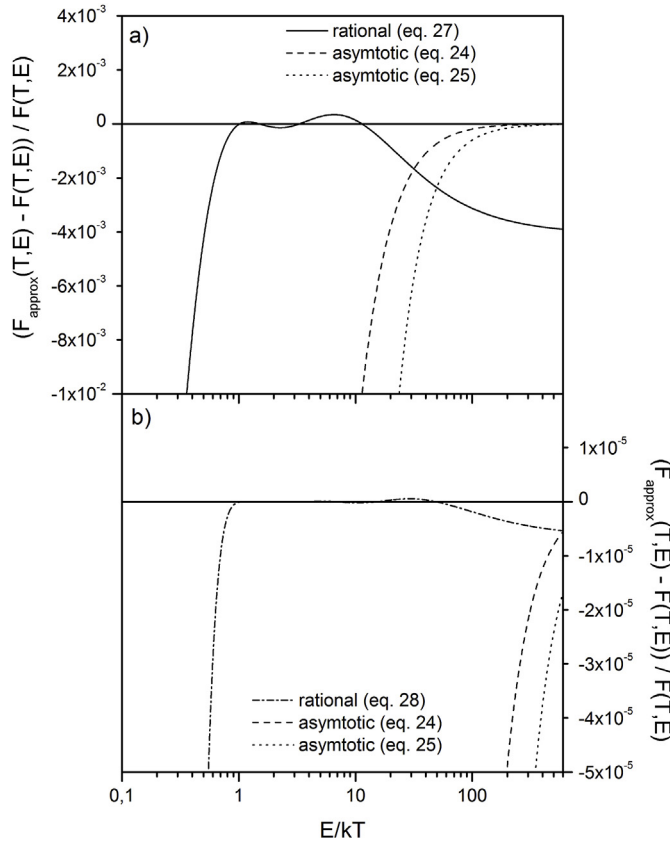 a)
rational (eq. 27)
asymtotic (eq. 24)
asymtotic (eq. 25)
4x10⁻³
2x10⁻³
0
-2x10⁻³
-4x10⁻³
-6x10⁻³
-8x10⁻³
-1x10⁻²
(F_approx(T,E) - F(T,E)) / F(T,E)
b)
1x10⁻⁵
0
-1x10⁻⁵
-2x10⁻⁵
-3x10⁻⁵
-4x10⁻⁵
-5x10⁻⁵
(F_approx(T,E) - F(T,E)) / F(T,E)
rational (eq. 28)
asymtotic (eq. 24)
asymtotic (eq. 25)
0,1 1 10 100
E/kT